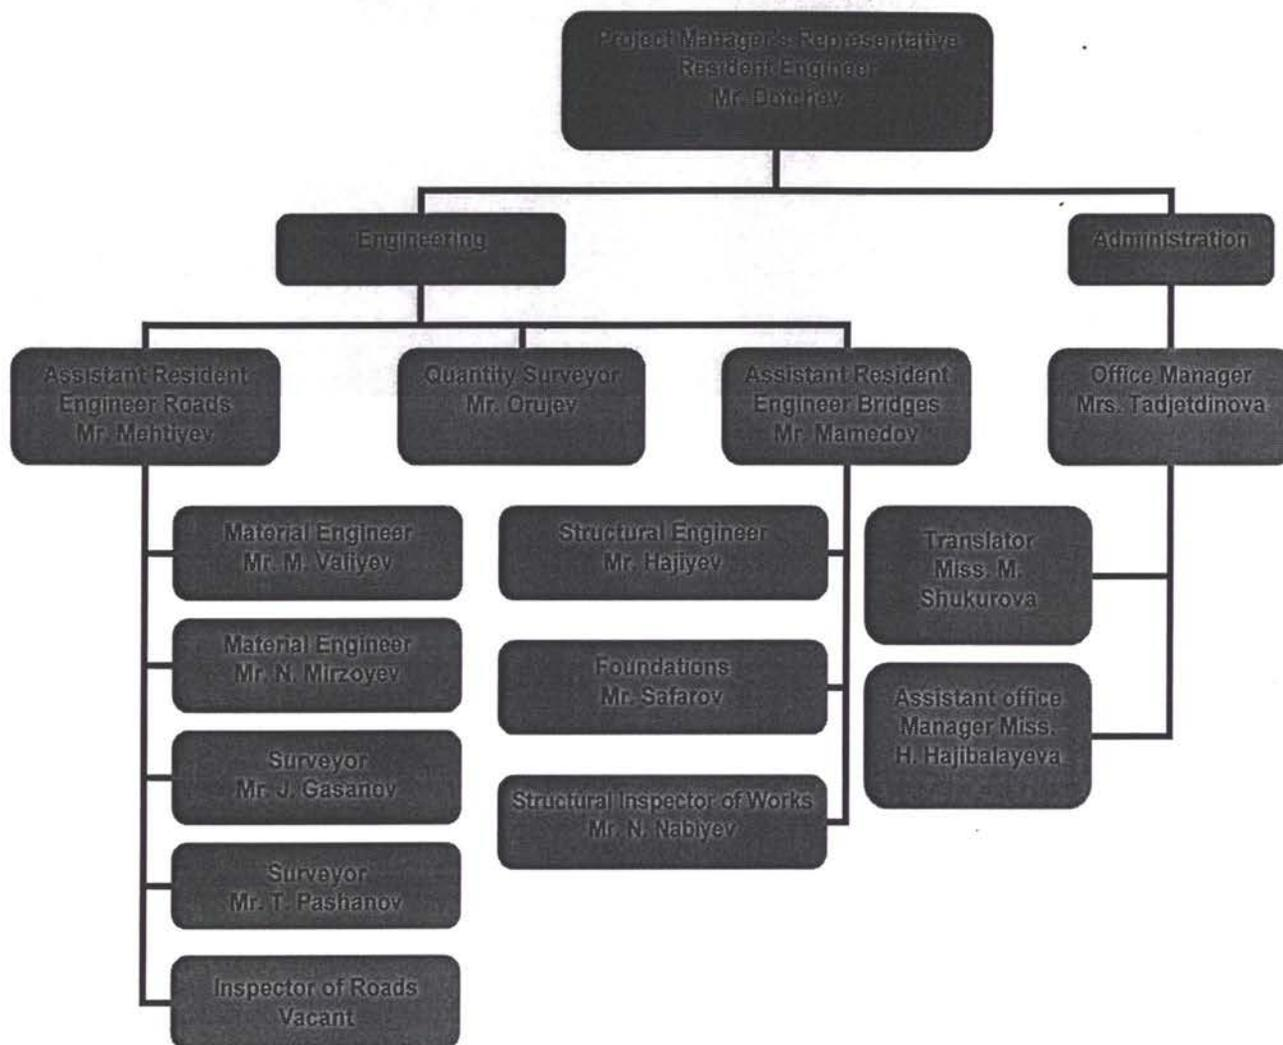 Project Manager's Representative
Resident Engineer
Mr. Dotchev
Engineering
Administration
Assistant Resident
Engineer Roads
Mr. Mehtiyev
Quantity Surveyor
Mr. Orujev
Assistant Resident
Engineer Bridges
Mr. Mamedov
Office Manager
Mrs. Tadjetdinova
Material Engineer
Mr. M. Valiyev
Material Engineer
Mr. N. Mirzoyev
Surveyor
Mr. J. Gasanov
Surveyor
Mr. T. Pashanov
Inspector of Roads
Vacant
Structural Engineer
Mr. Hajiyev
Foundations
Mr. Safarov
Structural Inspector of Works
Mr. N. Nabiyev
Translator
Miss. M.
Shukurova
Assistant office
Manager Miss.
H. Hajibalayeva